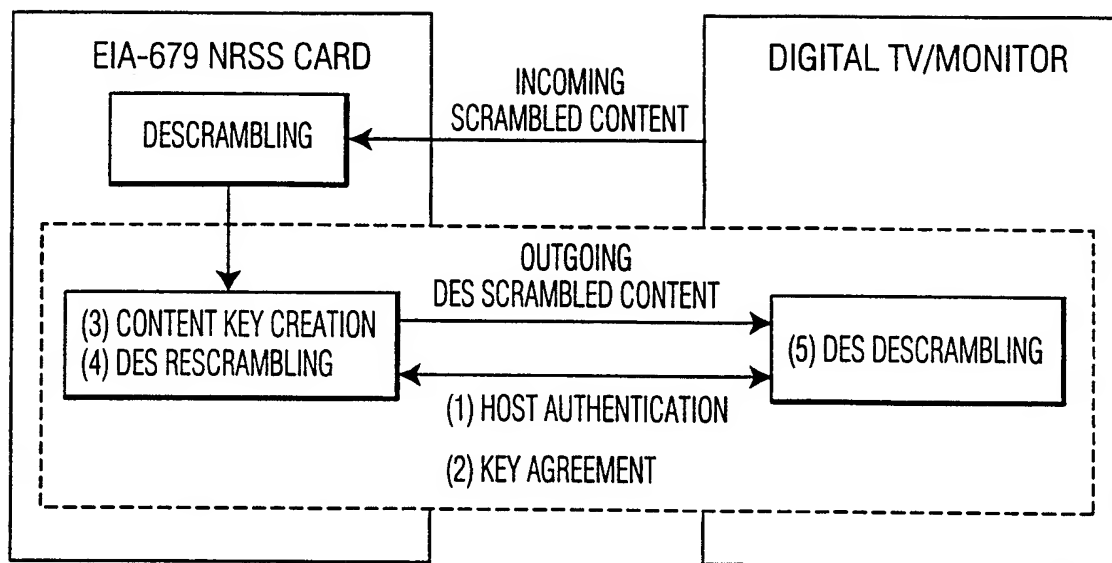 EIA-679 NRSS CARD
DIGITAL TV/MONITOR
INCOMING
SCRAMBLED CONTENT
DESCRAMBLING
OUTGOING
DES SCRAMBLED CONTENT
(3) CONTENT KEY CREATION
(4) DES RESCRAMBLING
(5) DES DESCRAMBLING
(1) HOST AUTHENTICATION
(2) KEY AGREEMENT